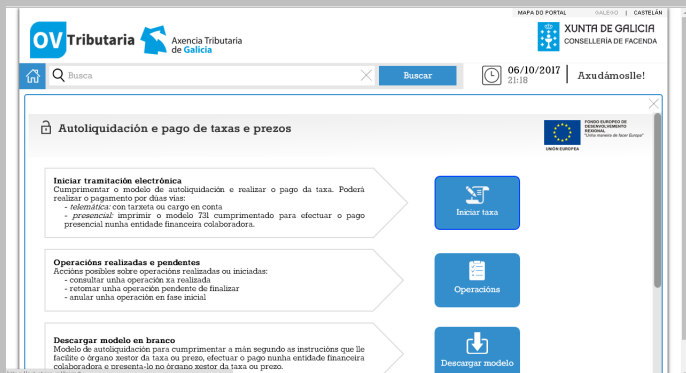 MAPA DO PORTAL GALEGO | CASTELÁN
OV Tributaria Axencia Tributaria
de Galicia
XUNTA DE GALICIA
CONSELLERÍA DE FACENDA
Busca
Buscar
06/10/2017
21:18
Axudámoslle!
Autoliquidación e pago de taxas e prezos
UNIÓN EUROPEA
FONDO EUROPEO DE
DESENVOLVEMENTO
REXIONAL
"Unha maneira de facer Europa"
Iniciar tramitación electrónica
Cumprimentar o modelo de autoliquidación e realizar o pago da taxa. Poderá
realizar o pagamento por dúas vías:
- telemática: con tarxeta ou cargo en conta
- presencial: imprimir o modelo 731 cumprimentado para efectuar o pago
presencial nunha entidade financeira colaboradora.
Iniciar taxa
Operacións realizadas e pendentes
Accións posibles sobre operacións realizadas ou iniciadas:
- consultar unha operación xa realizada
- retomar unha operación pendente de finalizar
- anular unha operación en fase inicial
Operacións
Descargar modelo en branco
Modelo de autoliquidación para cumprimentar a mán segundo as instrucións que lle
facilite o órgano xestor da taxa ou prezo, efectuar o pago nunha entidade financeira
colaboradora e presenta-lo no órgano xestor da taxa ou prezo.
Descargar modelo